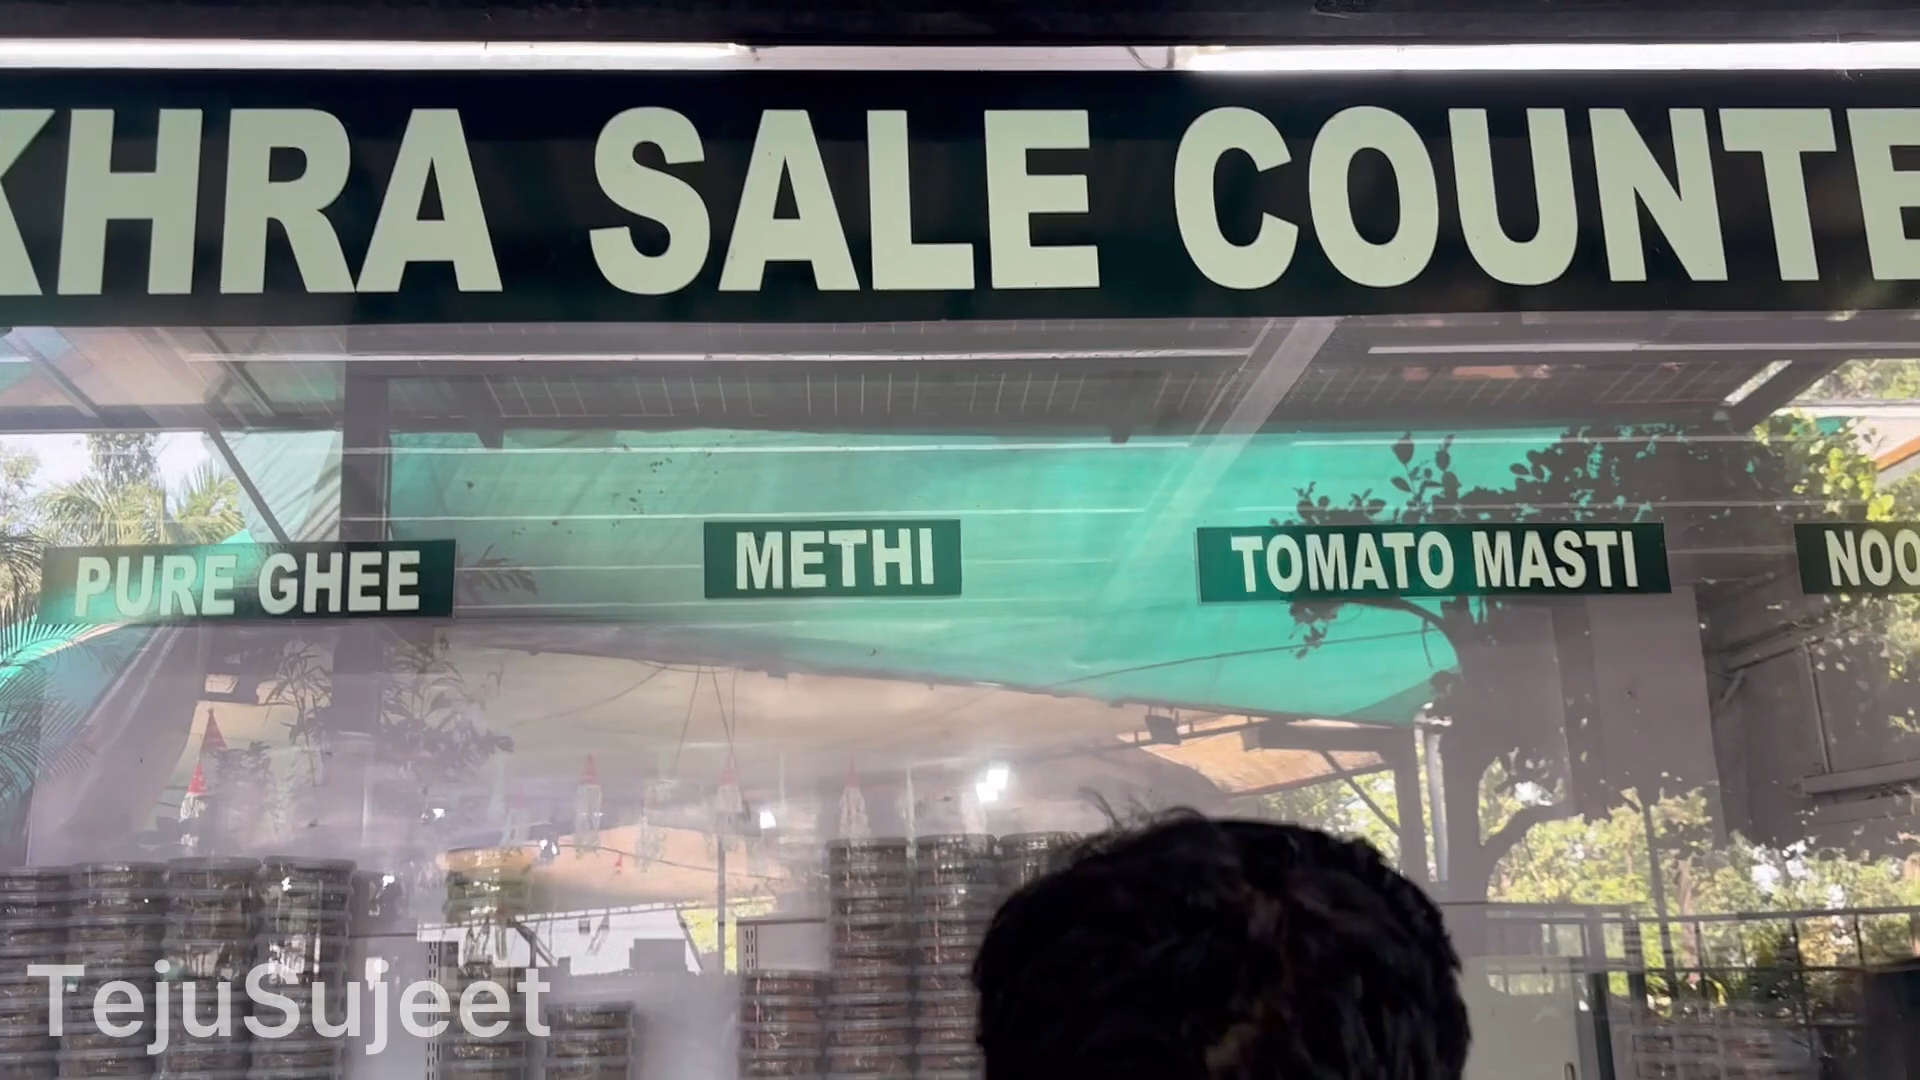 KHRA SALE COUNTE
PURE GHEE
METHI
TOMATO MASTI
NOO
TejuSujeet